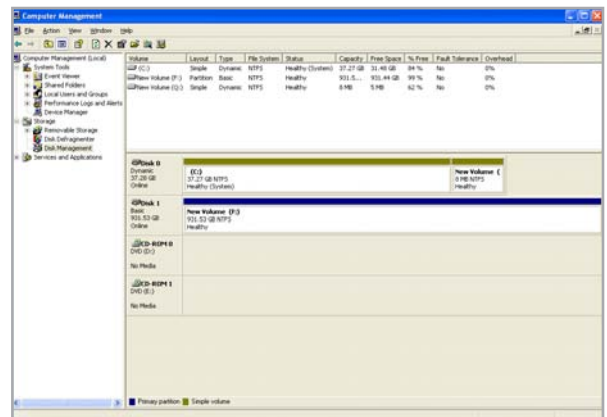 Computer Management
File Action View Window Help
Computer Management (Local)
System Tools
Event Viewer
Shared Folders
Local Users and Groups
Performance Logs and Alerts
Device Manager
Storage
Removable Storage
Disk Defragmenter
Disk Management
Services and Applications
Volume Layout Type File System Status Capacity Free Space % Free Fault Tolerance Overhead
(C:) Simple Dynamic NTFS Healthy (System) 37.27 GB 31.48 GB 84 % No 0%
New Volume (F:) Partition Basic NTFS Healthy 931.5... 931.44 GB 99 % No 0%
New Volume (Q:) Simple Dynamic NTFS Healthy 8 MB 5 MB 62 % No 0%
Disk 0
Dynamic
37.28 GB
Online
(C:)
37.27 GB NTFS
Healthy (System)
New Volume (
8 MB NTFS
Healthy
Disk 1
Basic
931.53 GB
Online
New Volume (F:)
931.53 GB NTFS
Healthy
CD-ROM 0
DVD (D:)
No Media
CD-ROM 1
DVD (E:)
No Media
Primary partition Simple volume